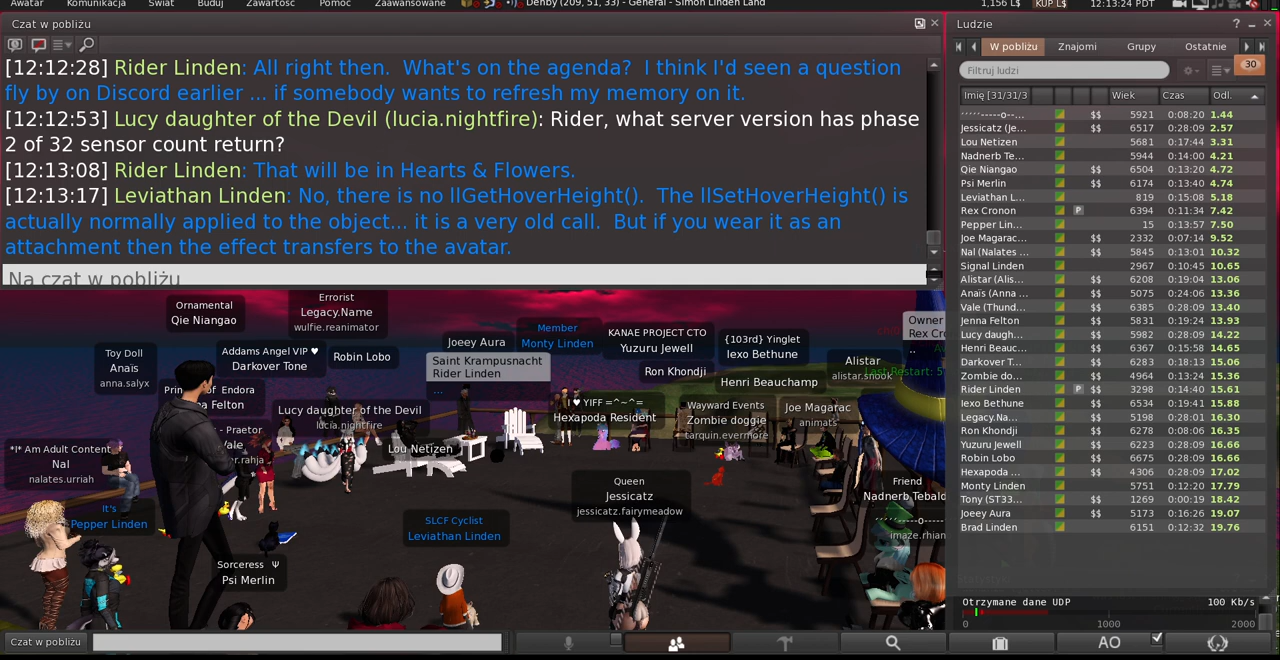 Awatar Komunikacja Świat Buduj Zawartość Pomoc Zaawansowane Denby (209, 51, 33) - General - Simon Linden Land 1,156 L$ KUP L$ 12:13:24 PDT
Czat w pobliżu
[12:12:28] Rider Linden: All right then.  What's on the agenda?  I think I'd seen a question
fly by on Discord earlier ... if somebody wants to refresh my memory on it.
[12:12:53] Lucy daughter of the Devil (lucia.nightfire): Rider, what server version has phase
2 of 32 sensor count return?
[12:13:08] Rider Linden: That will be in Hearts & Flowers.
[12:13:17] Leviathan Linden: No, there is no llGetHoverHeight().  The llSetHoverHeight() is
actually normally applied to the object... it is a very old call.  But if you wear it as an
attachment then the effect transfers to the avatar.
Na czat w pobliżu
Ornamental
Qie Niangao
Errorist
Legacy.Name
wulfie.reanimator
Toy Doll
Anaïs
anna.salyx
Addams Angel VIP ♥
Darkover Tone
Robin Lobo
Joeey Aura
Member
Monty Linden
KANAE PROJECT CTO
Yuzuru Jewell
{103rd} Yinglet
Iexo Bethune
Owner
Rex Cr
Saint Krampusnacht
Rider Linden
...
Ron Khondji
Henri Beauchamp
Alistar
alistar.snook
Last Restart: 5
of Endora
Felton
Lucy daughter of the Devil
lucia.nightfire
I ♥ YIFF =^~^=
Hexapoda Resident
Wayward Events
Zombie doggie
tarquin.evermore
Joe Magarac
animats
- Praetor
Vale
er.rahja
Lou Netizen
*I* Am Adult Content
Nal
nalates.urriah
It's
Pepper Linden
Queen
Jessicatz
jessicatz.fairymeadow
Friend
Nadnerb Tebald
imaze.rhian
SLCF Cyclist
Leviathan Linden
Sorceress Ψ
Psi Merlin
Czat w pobliżu
Ludzie
W pobliżu Znajomi Grupy Ostatnie
Filtruj ludzi 30
Imię [31/31/3 Wiek Czas Odl.
՛՛՛՛՛-----o--... $$ 5921 0:08:20 1.44
Jessicatz (Je... $$ 6517 0:28:09 2.57
Lou Netizen 5681 0:17:44 3.31
Nadnerb Te... 5944 0:14:00 4.21
Qie Niangao $$ 6504 0:13:20 4.72
Psi Merlin $$ 6174 0:13:40 4.74
Leviathan L... 819 0:15:08 5.18
Rex Cronon P 6394 0:11:34 7.42
Pepper Lin... 15 0:13:57 7.50
Joe Magarac... $$ 2332 0:07:14 9.52
Nal (Nalates ... $$ 5845 0:13:01 10.32
Signal Linden 2967 0:10:45 10.65
Alistar (Alis... $$ 6208 0:19:04 13.06
Anaïs (Anna ... $$ 5075 0:24:06 13.36
Vale (Thund... $$ 6385 0:28:09 13.40
Jenna Felton $$ 5831 0:19:24 13.93
Lucy daugh... $$ 5982 0:28:09 14.22
Henri Beauc... $$ 6367 0:15:58 14.65
Darkover T... $$ 6283 0:18:13 15.06
Zombie do... $$ 4964 0:13:24 15.36
Rider Linden P $$ 3298 0:14:40 15.61
Iexo Bethune $$ 6534 0:19:41 15.88
Legacy.Na... $$ 5198 0:28:01 16.30
Ron Khondji $$ 6278 0:08:06 16.35
Yuzuru Jewell $$ 6223 0:28:09 16.66
Robin Lobo $$ 6675 0:28:09 16.66
Hexapoda ... $$ 4306 0:28:09 17.02
Monty Linden 5751 0:12:20 17.79
Tony (ST33... $$ 1269 0:00:19 18.42
Joeey Aura $$ 5173 0:16:26 19.07
Brad Linden 6151 0:12:32 19.76
Otrzymane dane UDP 100 Kb/s
0 1000 2000
AO